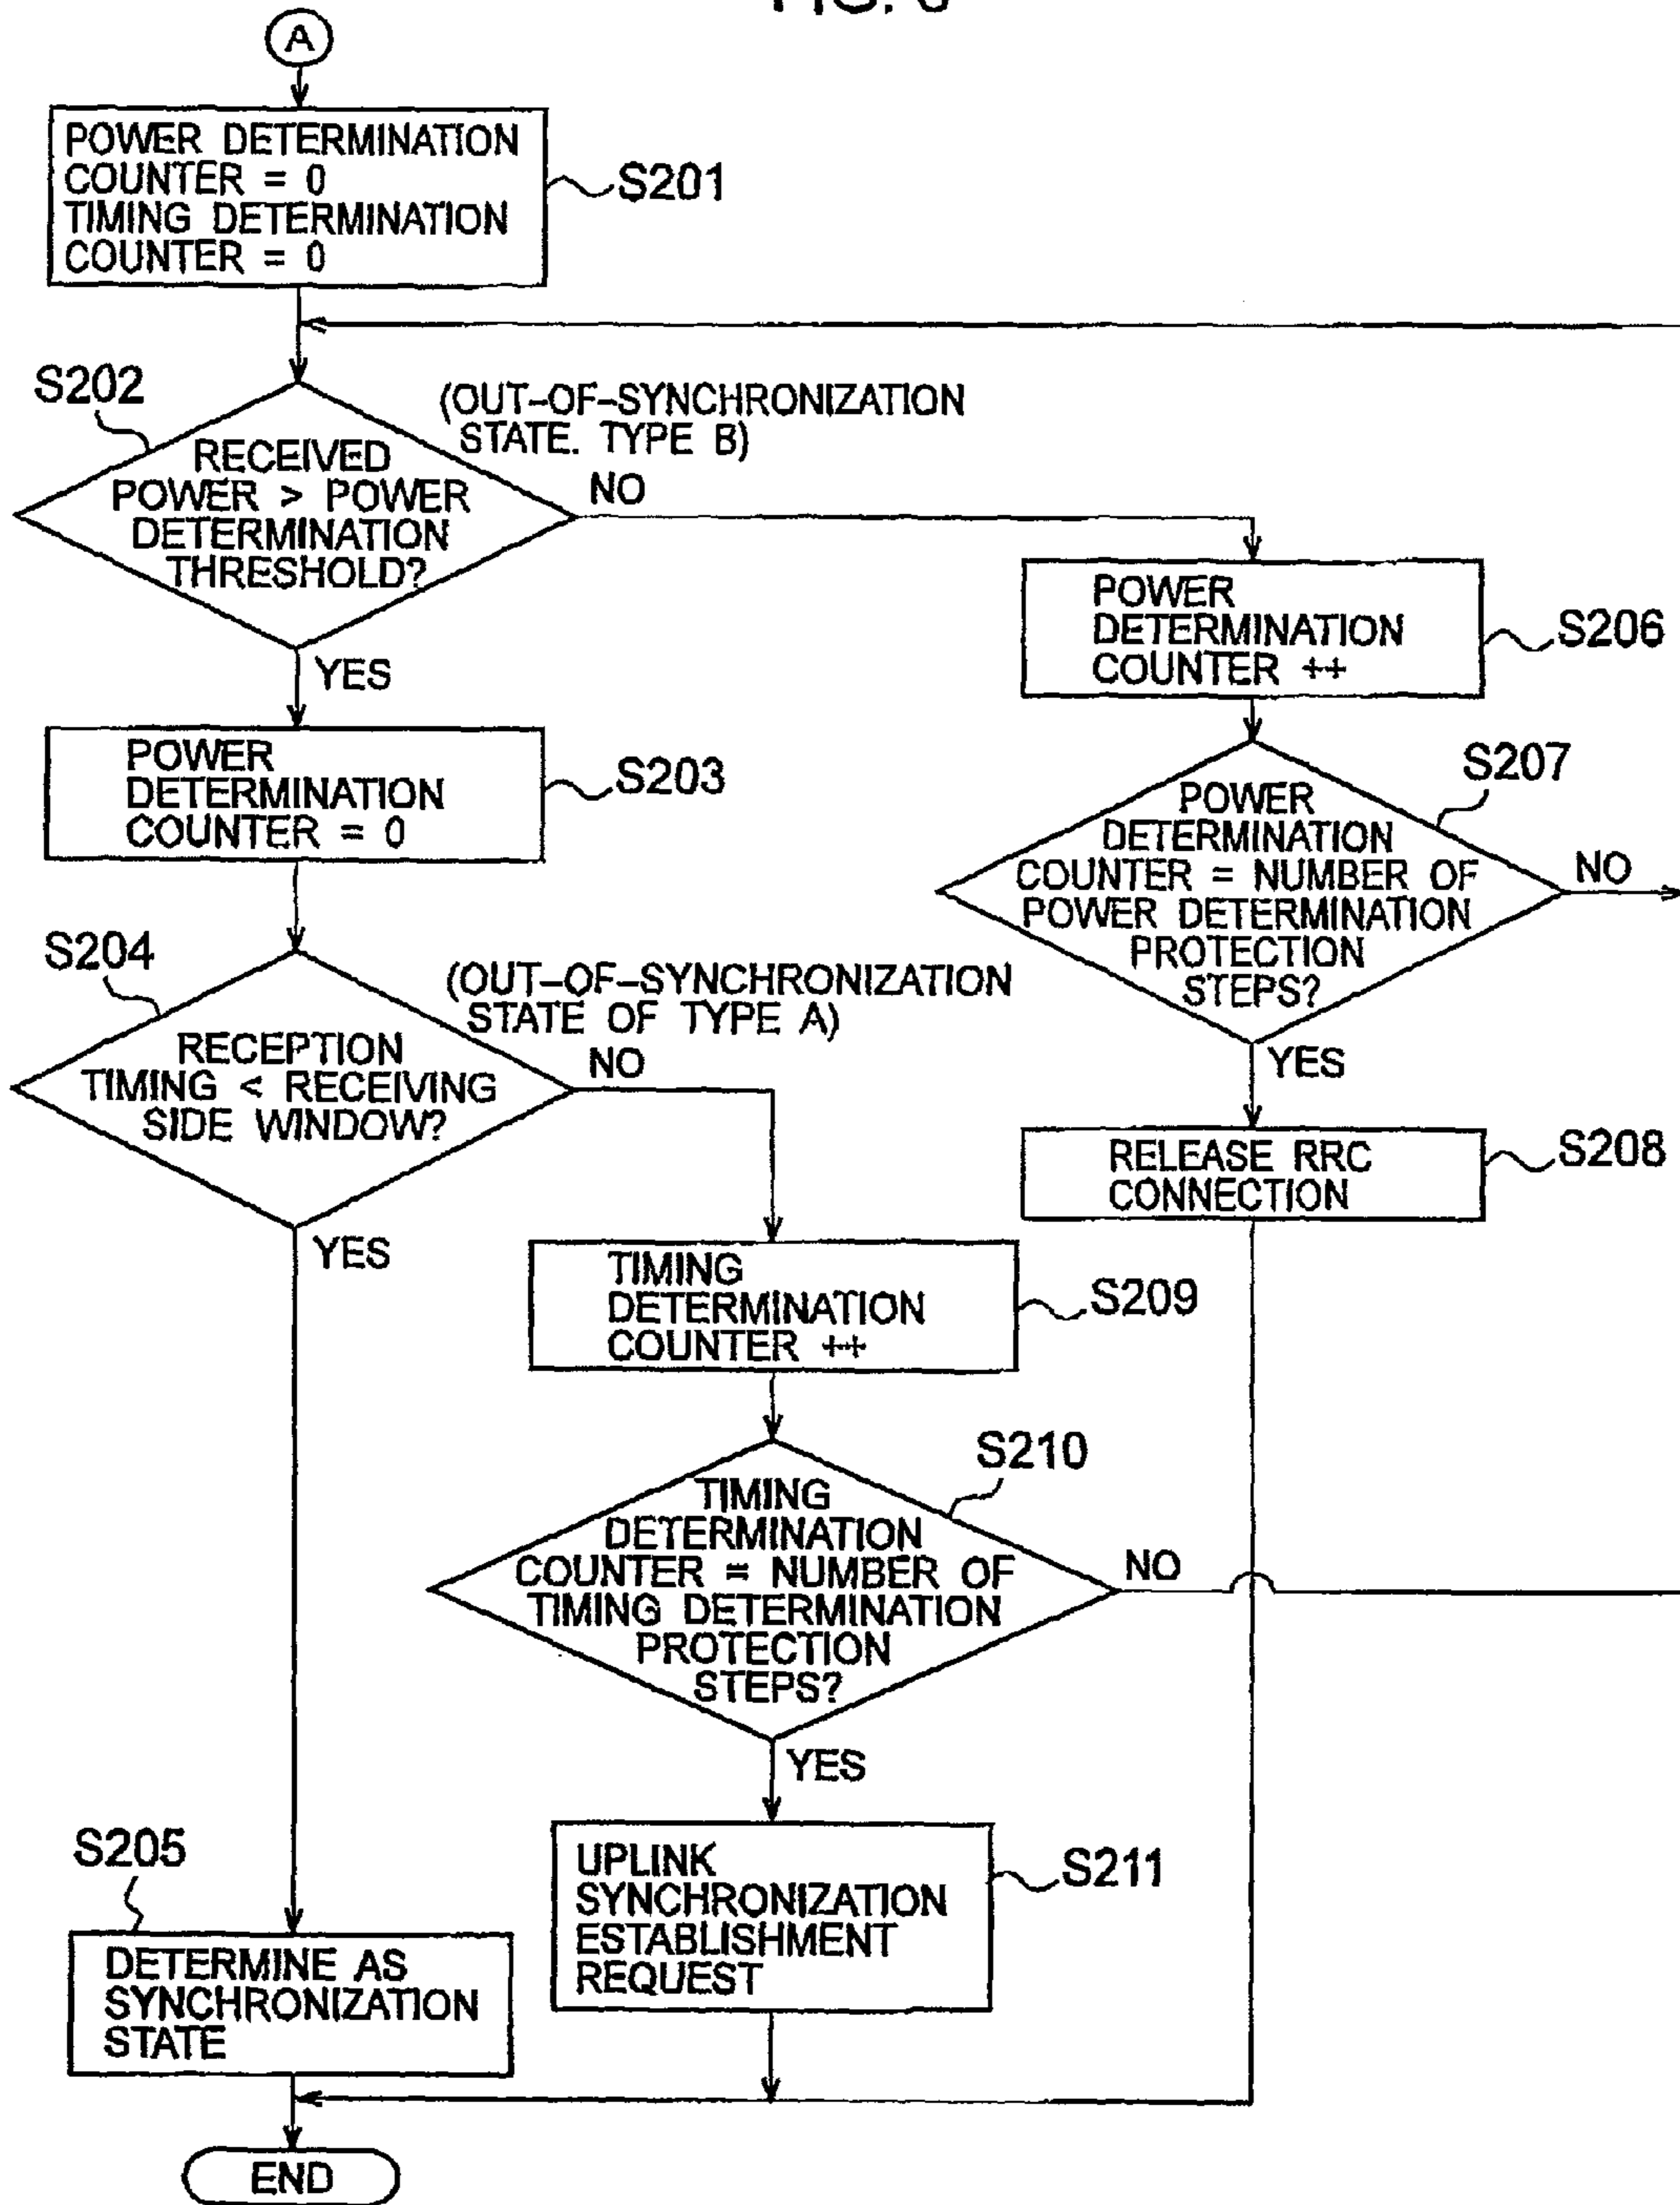 A
POWER DETERMINATION
COUNTER = 0
TIMING DETERMINATION
COUNTER = 0
S201
S202
(OUT-OF-SYNCHRONIZATION
STATE. TYPE B)
RECEIVED
POWER > POWER
DETERMINATION
THRESHOLD?
NO
YES
POWER
DETERMINATION
COUNTER ++
S206
POWER
DETERMINATION
COUNTER = 0
S203
S207
POWER
DETERMINATION
COUNTER = NUMBER OF
POWER DETERMINATION
PROTECTION
STEPS?
NO
YES
S204
(OUT-OF-SYNCHRONIZATION
STATE OF TYPE A)
RECEPTION
TIMING < RECEIVING
SIDE WINDOW?
NO
YES
RELEASE RRC
CONNECTION
S208
TIMING
DETERMINATION
COUNTER ++
S209
S210
TIMING
DETERMINATION
COUNTER = NUMBER OF
TIMING DETERMINATION
PROTECTION
STEPS?
NO
YES
S205
DETERMINE AS
SYNCHRONIZATION
STATE
UPLINK
SYNCHRONIZATION
ESTABLISHMENT
REQUEST
S211
END